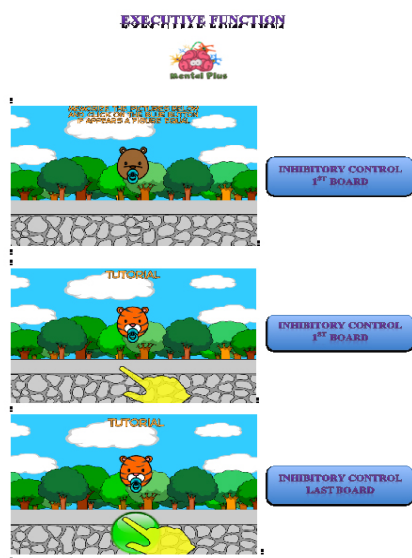 EXECUTIVE FUNCTION
Mental Plus
INHIBITORY CONTROL
1ST BOARD
TUTORIAL
INHIBITORY CONTROL
1ST BOARD
TUTORIAL
INHIBITORY CONTROL
LAST BOARD